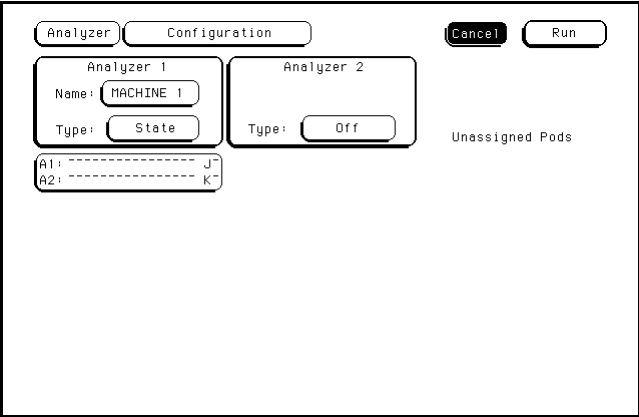 Analyzer Configuration Cancel Run
Analyzer 1 Analyzer 2
Name: MACHINE 1
Type: State Type: Off
Unassigned Pods
A1: ---------------- J
A2: ---------------- K